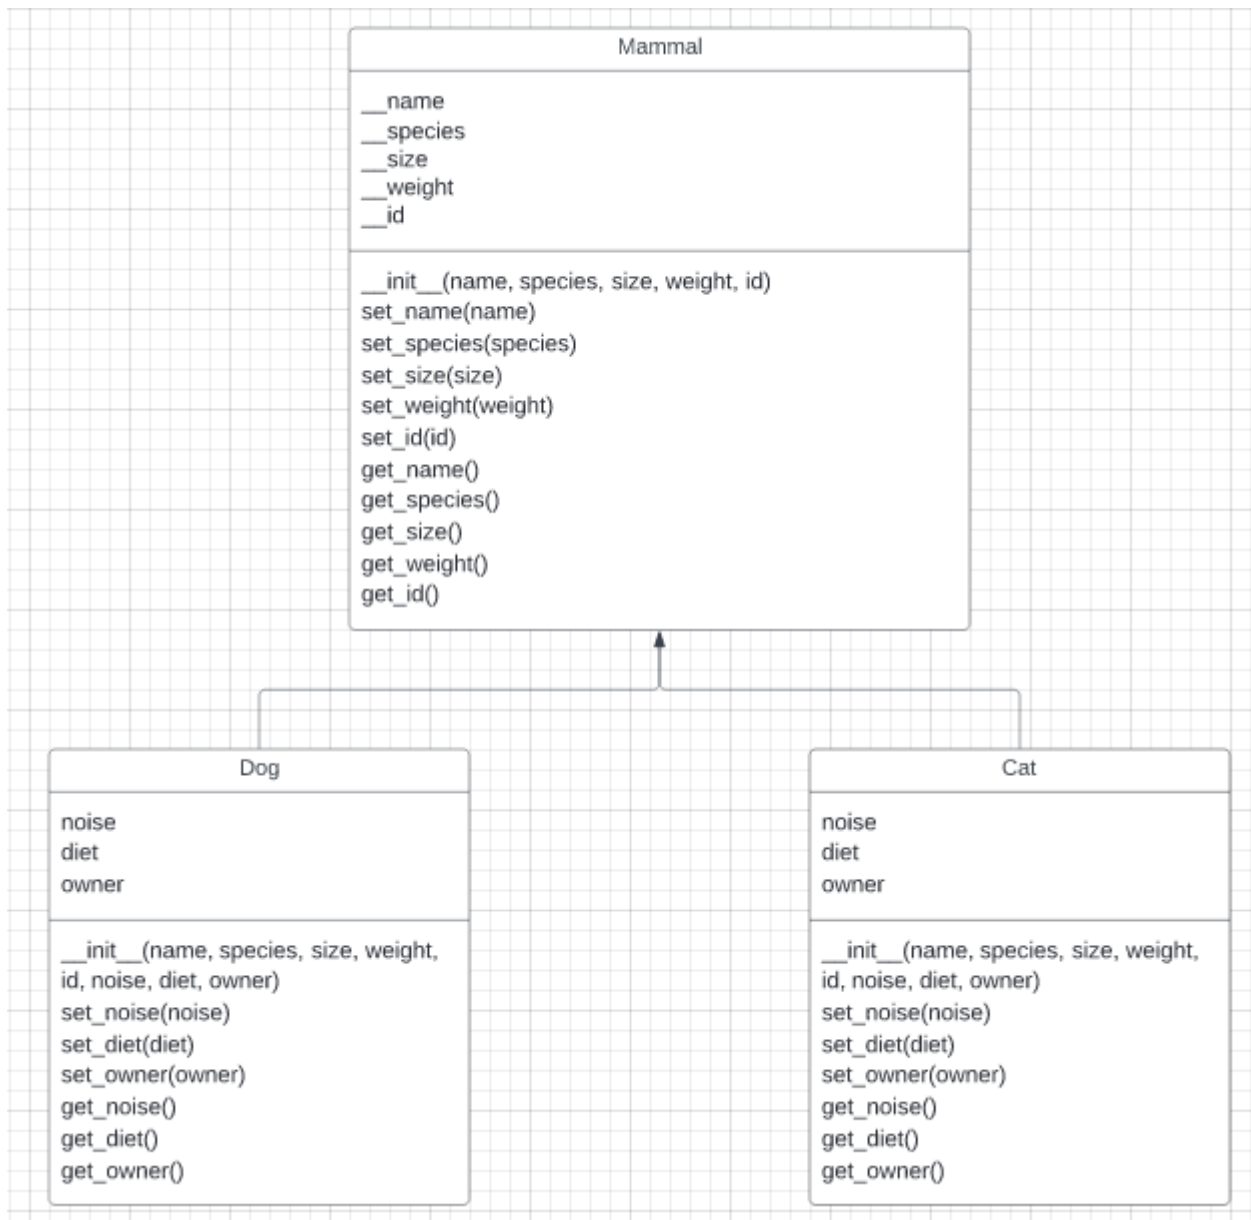 Mammal
__name
__species
__size
__weight
__id
__init__(name, species, size, weight, id)
set_name(name)
set_species(species)
set_size(size)
set_weight(weight)
set_id(id)
get_name()
get_species()
get_size()
get_weight()
get_id()
Dog
noise
diet
owner
__init__(name, species, size, weight,
id, noise, diet, owner)
set_noise(noise)
set_diet(diet)
set_owner(owner)
get_noise()
get_diet()
get_owner()
Cat
noise
diet
owner
__init__(name, species, size, weight,
id, noise, diet, owner)
set_noise(noise)
set_diet(diet)
set_owner(owner)
get_noise()
get_diet()
get_owner()